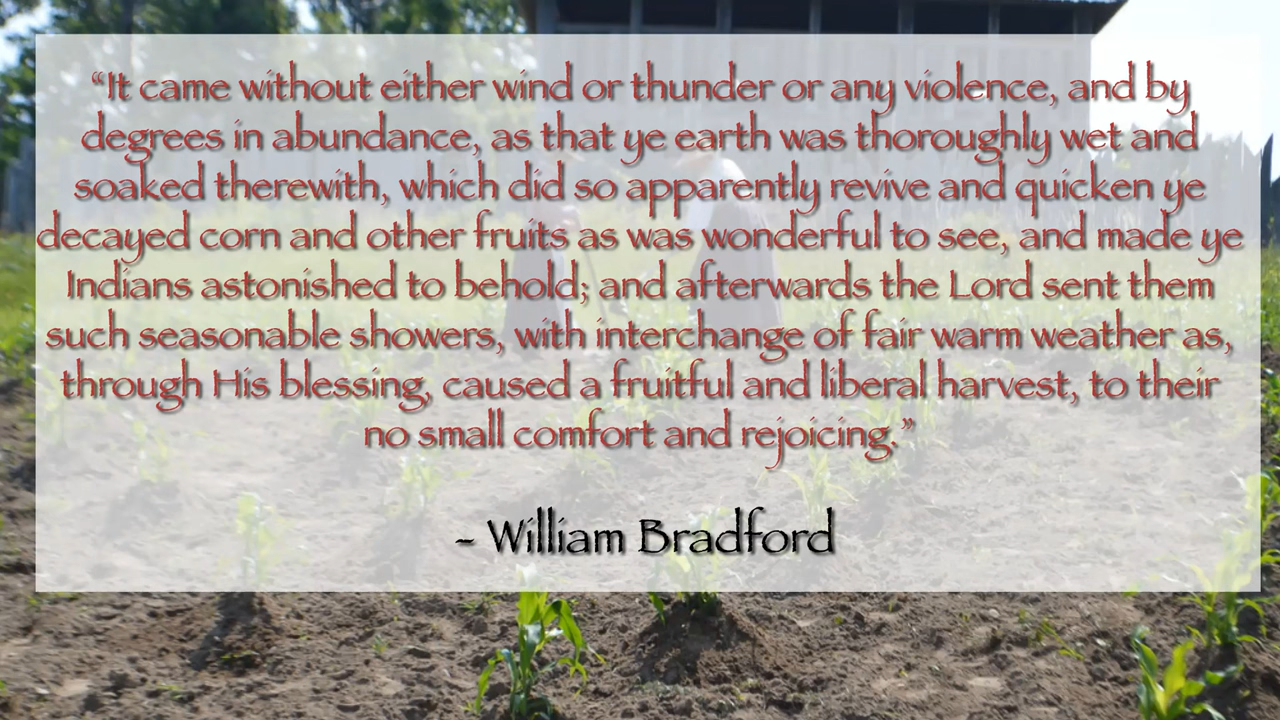 “It came without either wind or thunder or any violence, and by
degrees in abundance, as that ye earth was thoroughly wet and
soaked therewith, which did so apparently revive and quicken ye
decayed corn and other fruits as was wonderful to see, and made ye
Indians astonished to behold; and afterwards the Lord sent them
such seasonable showers, with interchange of fair warm weather as,
through His blessing, caused a fruitful and liberal harvest, to their
no small comfort and rejoicing.”
- William Bradford